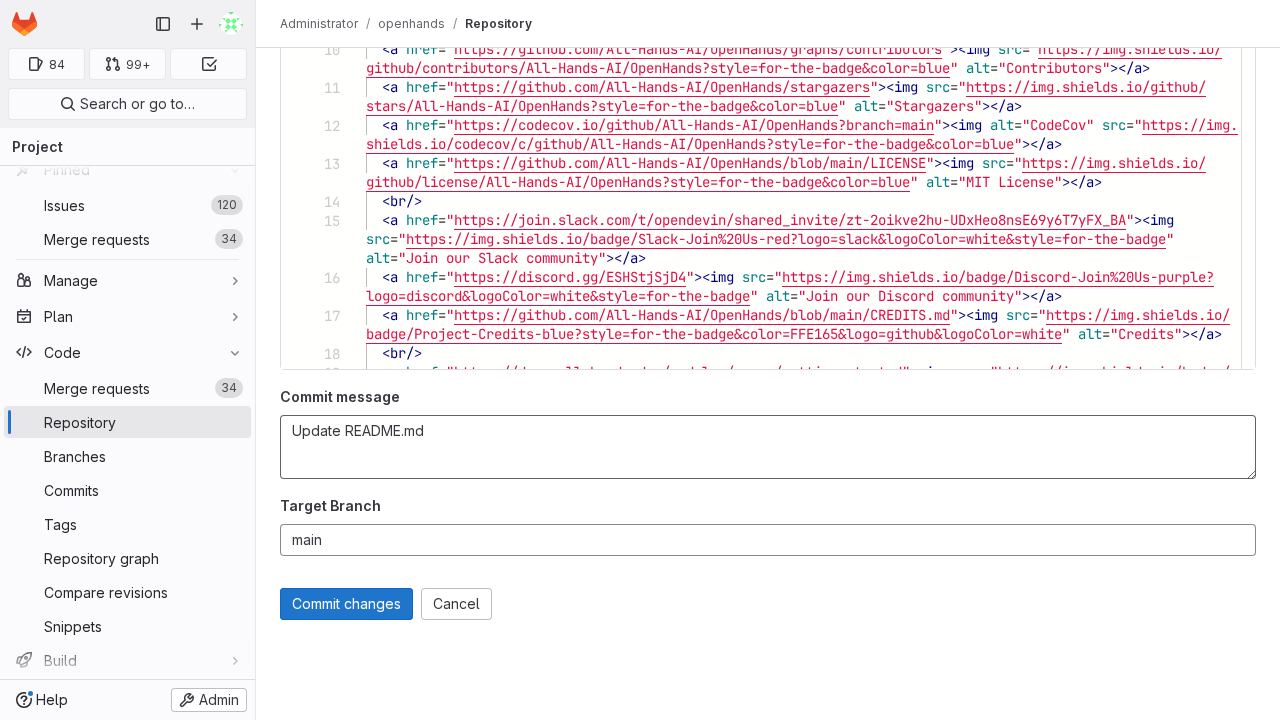 Administrator / openhands / Repository
84
99+
Search or go to…
Project
Pinned
Issues 120
Merge requests 34
Manage
Plan
Code
Merge requests 34
Repository
Branches
Commits
Tags
Repository graph
Compare revisions
Snippets
Build
Help
Admin
10 <a href="https://github.com/All-Hands-AI/OpenHands/graphs/contributors"><img src="https://img.shields.io/
github/contributors/All-Hands-AI/OpenHands?style=for-the-badge&color=blue" alt="Contributors"></a>
11 <a href="https://github.com/All-Hands-AI/OpenHands/stargazers"><img src="https://img.shields.io/github/
stars/All-Hands-AI/OpenHands?style=for-the-badge&color=blue" alt="Stargazers"></a>
12 <a href="https://codecov.io/github/All-Hands-AI/OpenHands?branch=main"><img alt="CodeCov" src="https://img.
shields.io/codecov/c/github/All-Hands-AI/OpenHands?style=for-the-badge&color=blue"></a>
13 <a href="https://github.com/All-Hands-AI/OpenHands/blob/main/LICENSE"><img src="https://img.shields.io/
github/license/All-Hands-AI/OpenHands?style=for-the-badge&color=blue" alt="MIT License"></a>
14 <br/>
15 <a href="https://join.slack.com/t/opendevin/shared_invite/zt-2oikve2hu-UDxHeo8nsE69y6T7yFX_BA"><img
src="https://img.shields.io/badge/Slack-Join%20Us-red?logo=slack&logoColor=white&style=for-the-badge"
alt="Join our Slack community"></a>
16 <a href="https://discord.gg/ESHStjSjD4"><img src="https://img.shields.io/badge/Discord-Join%20Us-purple?
logo=discord&logoColor=white&style=for-the-badge" alt="Join our Discord community"></a>
17 <a href="https://github.com/All-Hands-AI/OpenHands/blob/main/CREDITS.md"><img src="https://img.shields.io/
badge/Project-Credits-blue?style=for-the-badge&color=FFE165&logo=github&logoColor=white" alt="Credits"></a>
18 <br/>
Commit message
Update README.md
Target Branch
main
Commit changes
Cancel